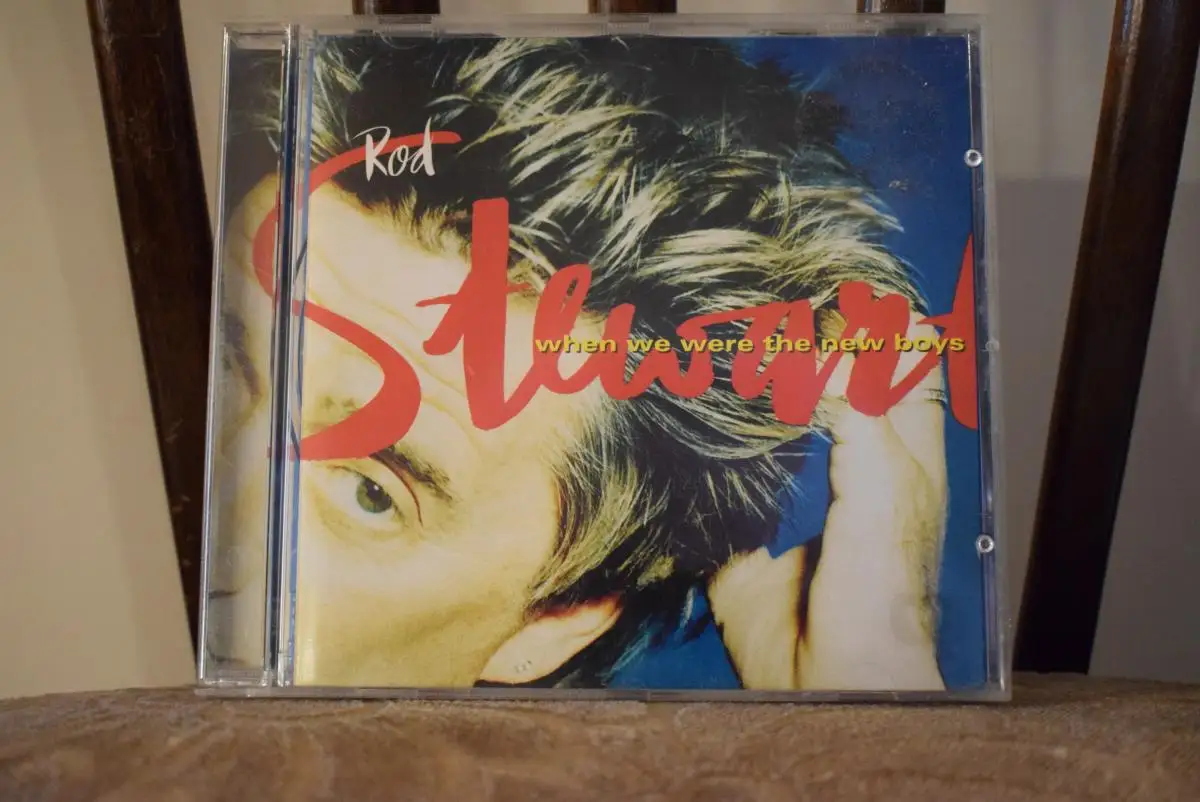 Rod
Stewart
when we were the new boys